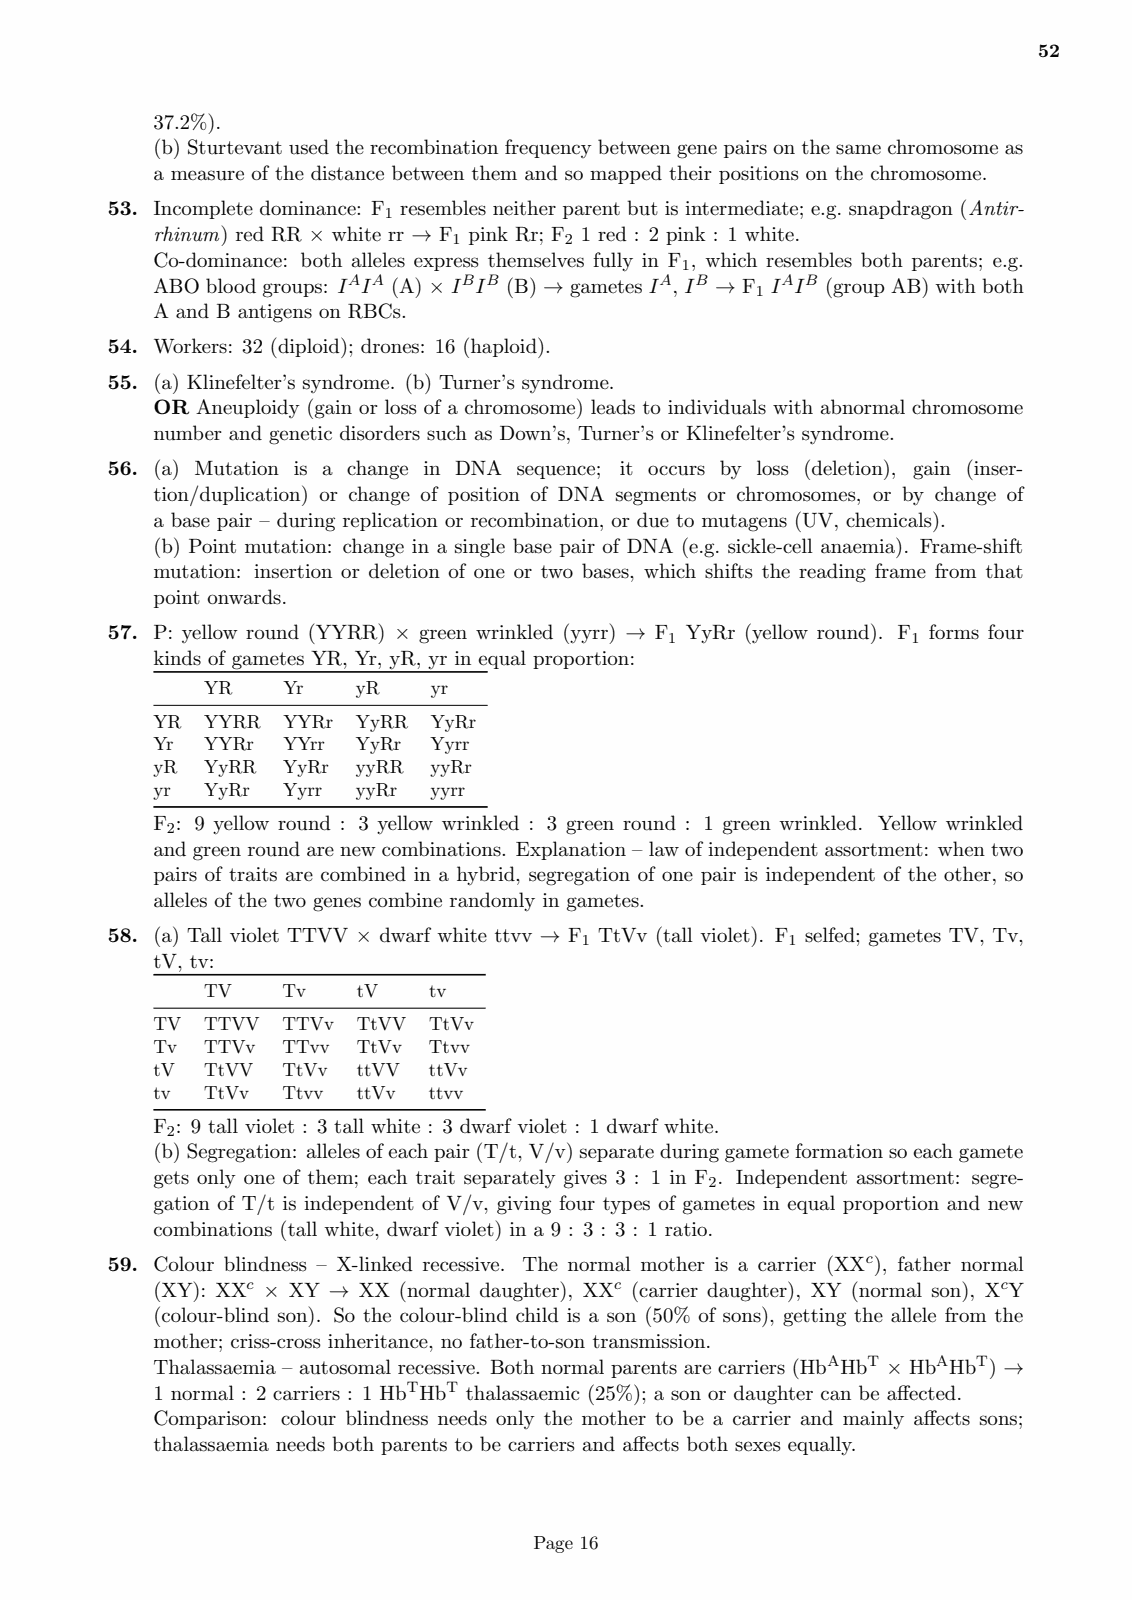 52
37.2%).
(b) Sturtevant used the recombination frequency between gene pairs on the same chromosome as
a measure of the distance between them and so mapped their positions on the chromosome.
53. Incomplete dominance: F₁ resembles neither parent but is intermediate; e.g. snapdragon (Antir-
rhinum) red RR × white rr → F₁ pink Rr; F₂ 1 red : 2 pink : 1 white.
Co-dominance: both alleles express themselves fully in F₁, which resembles both parents; e.g.
ABO blood groups: IᴬIᴬ (A) × IᴮIᴮ (B) → gametes Iᴬ, Iᴮ → F₁ IᴬIᴮ (group AB) with both
A and B antigens on RBCs.
54. Workers: 32 (diploid); drones: 16 (haploid).
55. (a) Klinefelter's syndrome. (b) Turner's syndrome.
OR Aneuploidy (gain or loss of a chromosome) leads to individuals with abnormal chromosome
number and genetic disorders such as Down's, Turner's or Klinefelter's syndrome.
56. (a) Mutation is a change in DNA sequence; it occurs by loss (deletion), gain (inser-
tion/duplication) or change of position of DNA segments or chromosomes, or by change of
a base pair – during replication or recombination, or due to mutagens (UV, chemicals).
(b) Point mutation: change in a single base pair of DNA (e.g. sickle-cell anaemia). Frame-shift
mutation: insertion or deletion of one or two bases, which shifts the reading frame from that
point onwards.
57. P: yellow round (YYRR) × green wrinkled (yyrr) → F₁ YyRr (yellow round). F₁ forms four
kinds of gametes YR, Yr, yR, yr in equal proportion:
YR Yr yR yr
YR YYRR YYRr YyRR YyRr
Yr YYRr YYrr YyRr Yyrr
yR YyRR YyRr yyRR yyRr
yr YyRr Yyrr yyRr yyrr
F₂: 9 yellow round : 3 yellow wrinkled : 3 green round : 1 green wrinkled. Yellow wrinkled
and green round are new combinations. Explanation – law of independent assortment: when two
pairs of traits are combined in a hybrid, segregation of one pair is independent of the other, so
alleles of the two genes combine randomly in gametes.
58. (a) Tall violet TTVV × dwarf white ttvv → F₁ TtVv (tall violet). F₁ selfed; gametes TV, Tv,
tV, tv:
TV Tv tV tv
TV TTVV TTVv TtVV TtVv
Tv TTVv TTvv TtVv Ttvv
tV TtVV TtVv ttVV ttVv
tv TtVv Ttvv ttVv ttvv
F₂: 9 tall violet : 3 tall white : 3 dwarf violet : 1 dwarf white.
(b) Segregation: alleles of each pair (T/t, V/v) separate during gamete formation so each gamete
gets only one of them; each trait separately gives 3 : 1 in F₂. Independent assortment: segre-
gation of T/t is independent of V/v, giving four types of gametes in equal proportion and new
combinations (tall white, dwarf violet) in a 9 : 3 : 3 : 1 ratio.
59. Colour blindness – X-linked recessive. The normal mother is a carrier (XXᶜ), father normal
(XY): XXᶜ × XY → XX (normal daughter), XXᶜ (carrier daughter), XY (normal son), XᶜY
(colour-blind son). So the colour-blind child is a son (50% of sons), getting the allele from the
mother; criss-cross inheritance, no father-to-son transmission.
Thalassaemia – autosomal recessive. Both normal parents are carriers (HbᴬHbᵀ × HbᴬHbᵀ) →
1 normal : 2 carriers : 1 HbᵀHbᵀ thalassaemic (25%); a son or daughter can be affected.
Comparison: colour blindness needs only the mother to be a carrier and mainly affects sons;
thalassaemia needs both parents to be carriers and affects both sexes equally.
Page 16